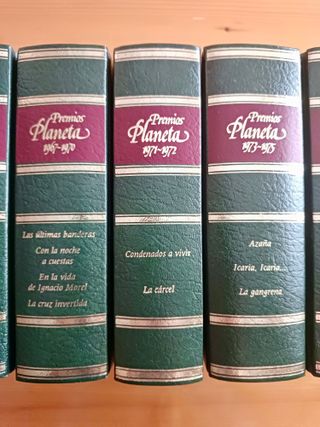 Premios
Planeta
1967-1970
Las últimas banderas
Con la noche
a cuestas
En la vida
de Ignacio Morel
La cruz invertida
Premios
Planeta
1971-1972
Condenados a vivir
La cárcel
Premios
Planeta
1973-1975
Azaña
Icaria, Icaria...
La gangrena